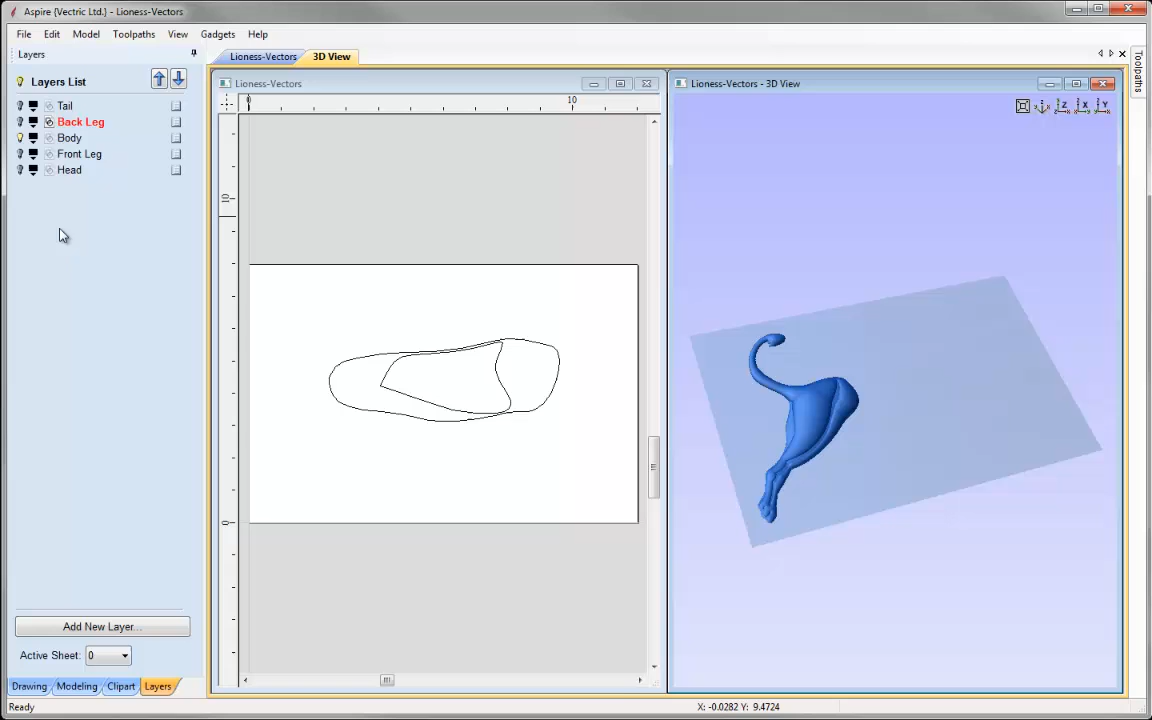 Aspire {Vectric Ltd.} - Lioness-Vectors
File Edit Model Toolpaths View Gadgets Help
Layers
Lioness-Vectors 3D View
Toolpaths
Layers List
Lioness-Vectors
Lioness-Vectors - 3D View
Tail
Back Leg
Body
Front Leg
Head
0 10
10
0
Z X Y
Add New Layer...
Active Sheet: 0
Drawing Modeling Clipart Layers
Ready
X: -0.0282 Y: 9.4724